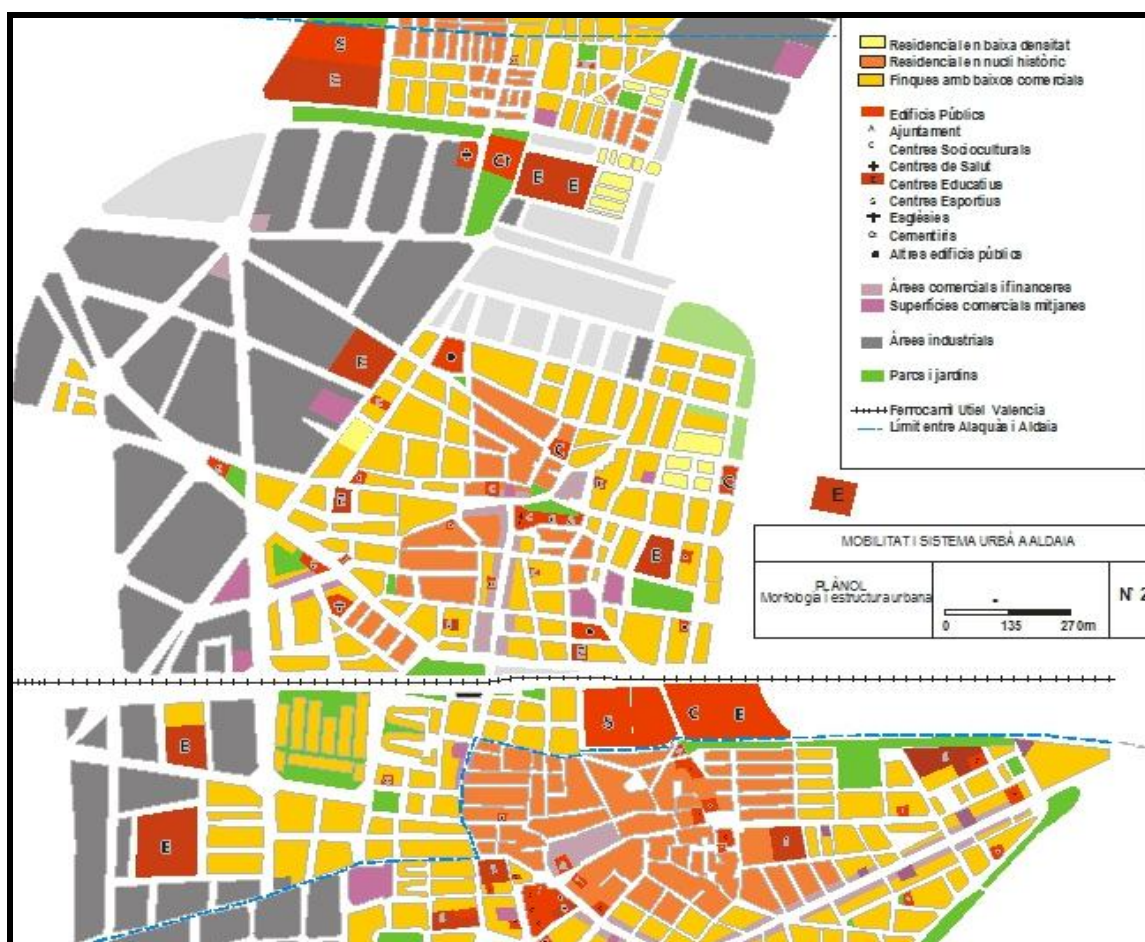 Residencial en baixa densitat
Residencial en nucli històric
Finques amb baixos comercials
Edificis Públics
A Ajuntament
C Centres Socioculturals
Centres de Salut
E Centres Educatius
S Centres Esportius
Esglésies
Ct Cementiris
Altres edificis públics
Àrees comercials i financeres
Superfícies comercials mitjanes
Àrees industrials
Parcs i jardins
Ferrocarril Utiel Valencia
Límit entre Alaquàs i Aldaia
S
Ct
E E
E
C
C
E
E
E
MOBILITAT I SISTEMA URBÀ A ALDAIA
PLÀNOL
Morfologia i estructura urbana
N° 2
0 135 270m
S C E
E
E